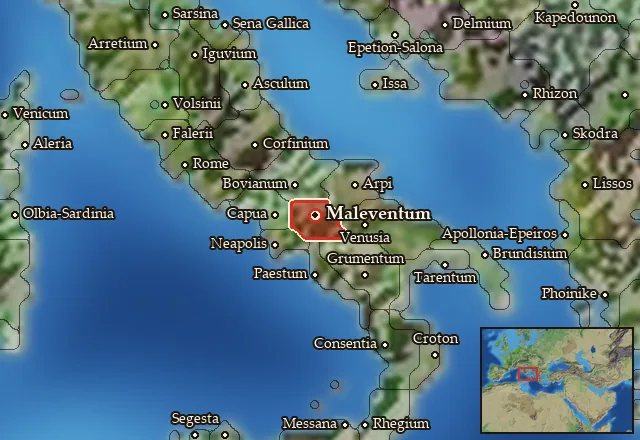 Sarsina
Sena Gallica
Delmium
Kapedounon
Arretium
Iguvium
Epetion-Salona
Asculum
Issa
Rhizon
Volsinii
Venicum
Falerii
Skodra
Aleria
Corfinium
Rome
Bovianum
Arpi
Lissos
Olbia-Sardinia
Capua
Maleventum
Venusia
Apollonia-Epeiros
Neapolis
Brundisium
Grumentum
Paestum
Tarentum
Phoinike
Consentia
Croton
Segesta
Messana
Rhegium